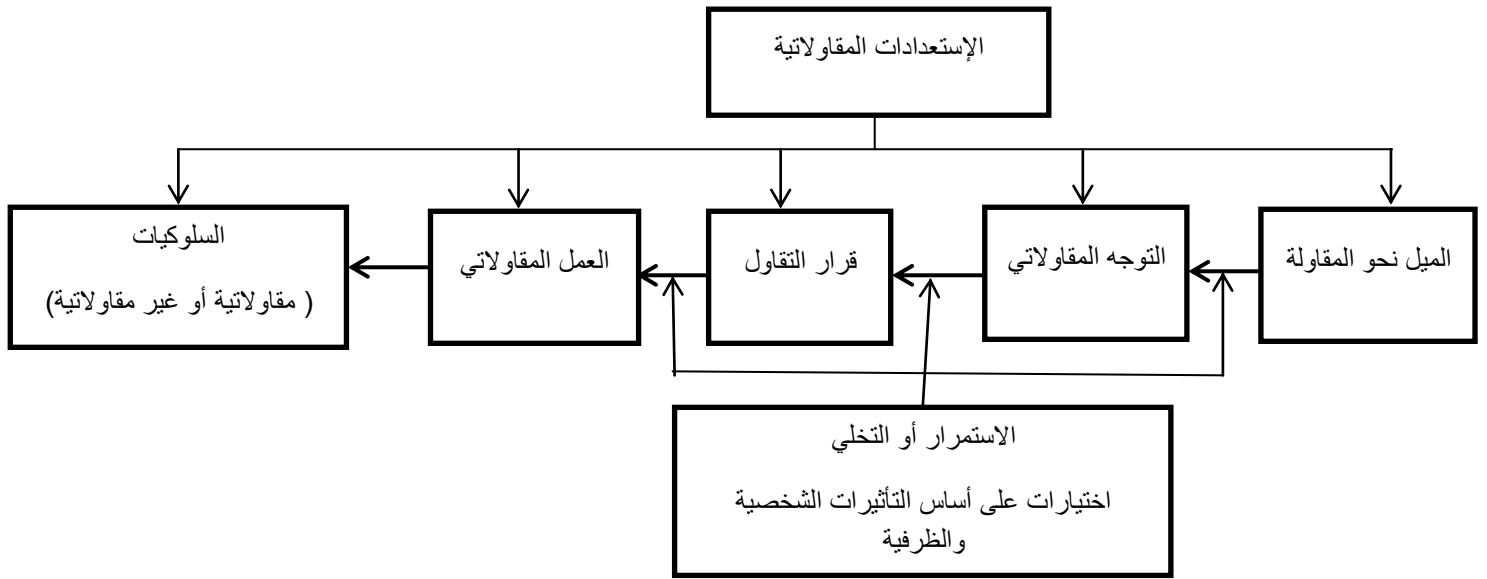 الإستعدادات المقاولاتية
الميل نحو المقاولة
التوجه المقاولاتي
قرار التقاول
العمل المقاولاتي
السلوكيات
( مقاولاتية أو غير مقاولاتية)
الاستمرار أو التخلي
اختيارات على أساس التأثيرات الشخصية
والظرفية